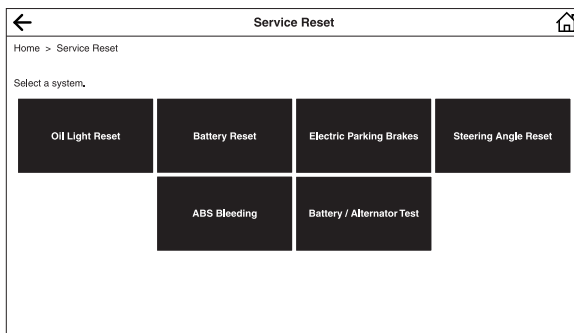 Service Reset
Home > Service Reset
Select a system.
Oil Light Reset
Battery Reset
Electric Parking Brakes
Steering Angle Reset
ABS Bleeding
Battery / Alternator Test